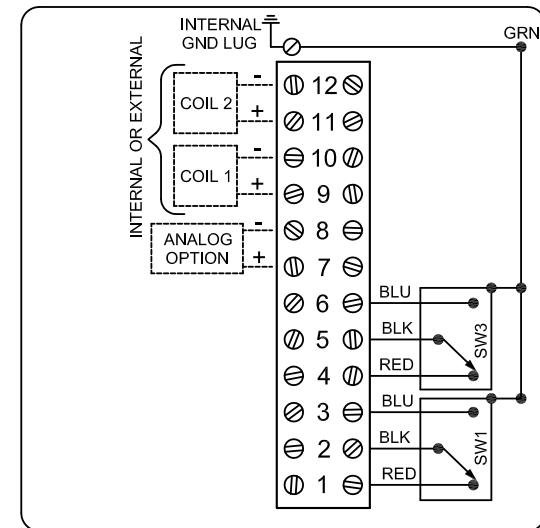 INTERNAL
GND LUG
GRN
INTERNAL OR EXTERNAL
COIL 2
-
+
COIL 1
-
+
ANALOG
OPTION
-
+
12
11
10
9
8
7
6
5
4
3
2
1
BLU
BLK
RED
SW3
BLU
BLK
RED
SW1